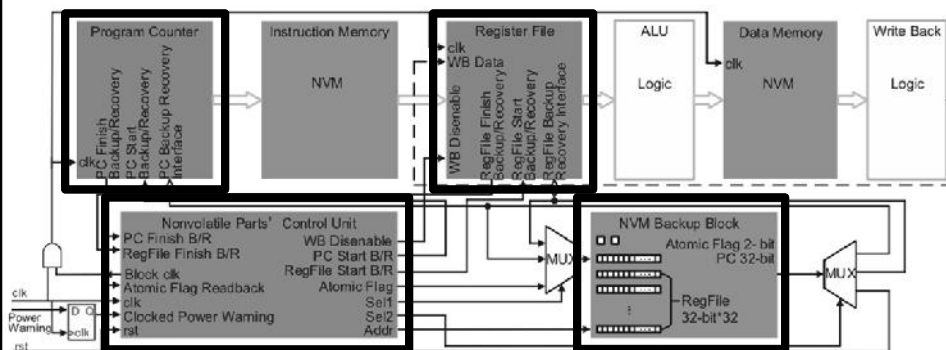 Program Counter
clk
PC Finish
Backup/Recovery
PC Start
Backup/Recovery
PC Backup Recovery
Interface
Instruction Memory
NVM
Register File
clk
WB Data
WB Disenable
RegFile Finish
Backup/Recovery
RegFile Start
Backup/Recovery
RegFile Backup
Recovery Interface
ALU
Logic
Data Memory
clk
NVM
Write Back
Logic
Nonvolatile Parts' Control Unit
PC Finish B/R
RegFile Finish B/R
Block clk
Atomic Flag Readback
clk
Clocked Power Warning
rst
WB Disenable
PC Start B/R
RegFile Start B/R
Atomic Flag
Sel1
Sel2
Addr
MUX
NVM Backup Block
Atomic Flag 2- bit
PC 32-bit
RegFile
32-bit*32
MUX
clk
Power
Warning
rst
D Q
clk